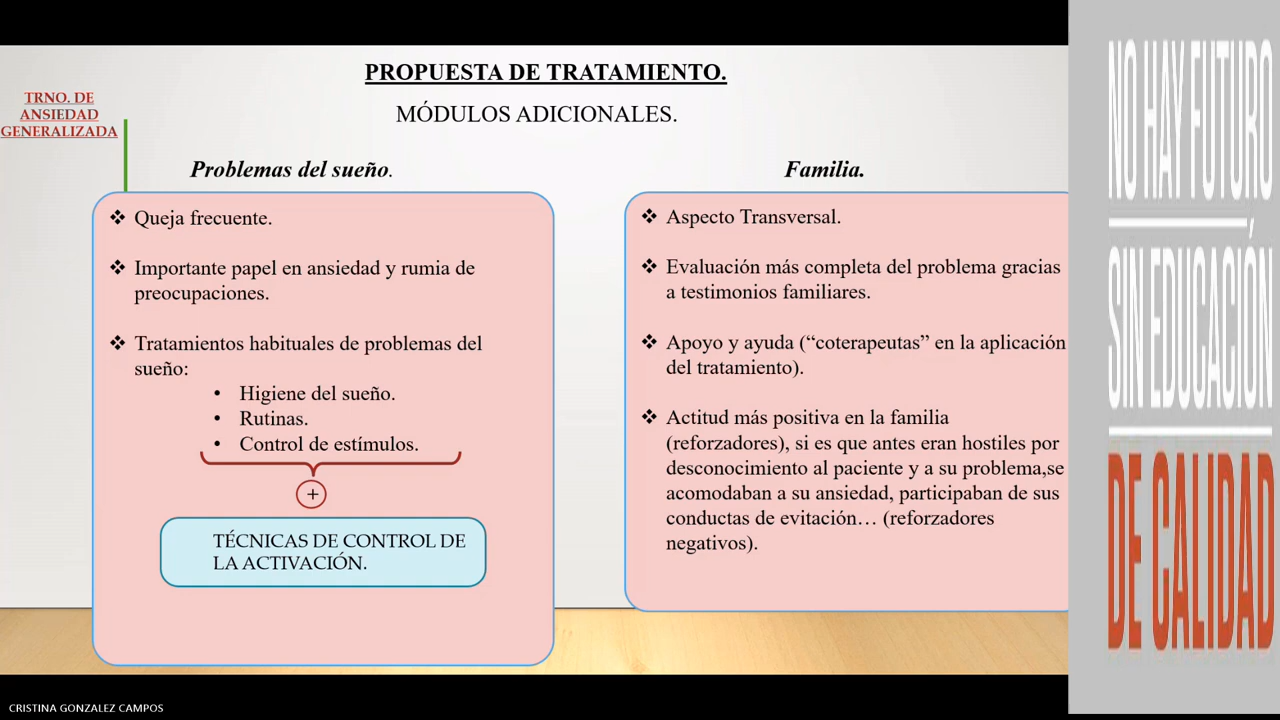 PROPUESTA DE TRATAMIENTO.
MÓDULOS ADICIONALES.
TRNO. DE
ANSIEDAD
GENERALIZADA
Problemas del sueño.
❖ Queja frecuente.
❖ Importante papel en ansiedad y rumia de
preocupaciones.
❖ Tratamientos habituales de problemas del
sueño:
• Higiene del sueño.
• Rutinas.
• Control de estímulos.
+
TÉCNICAS DE CONTROL DE
LA ACTIVACIÓN.
Familia.
❖ Aspecto Transversal.
❖ Evaluación más completa del problema gracias
a testimonios familiares.
❖ Apoyo y ayuda (“coterapeutas” en la aplicación
del tratamiento).
❖ Actitud más positiva en la familia
(reforzadores), si es que antes eran hostiles por
desconocimiento al paciente y a su problema,se
acomodaban a su ansiedad, participaban de sus
conductas de evitación… (reforzadores
negativos).
NO HAY FUTURO
SIN EDUCACIÓN
DE CALIDAD
CRISTINA GONZALEZ CAMPOS